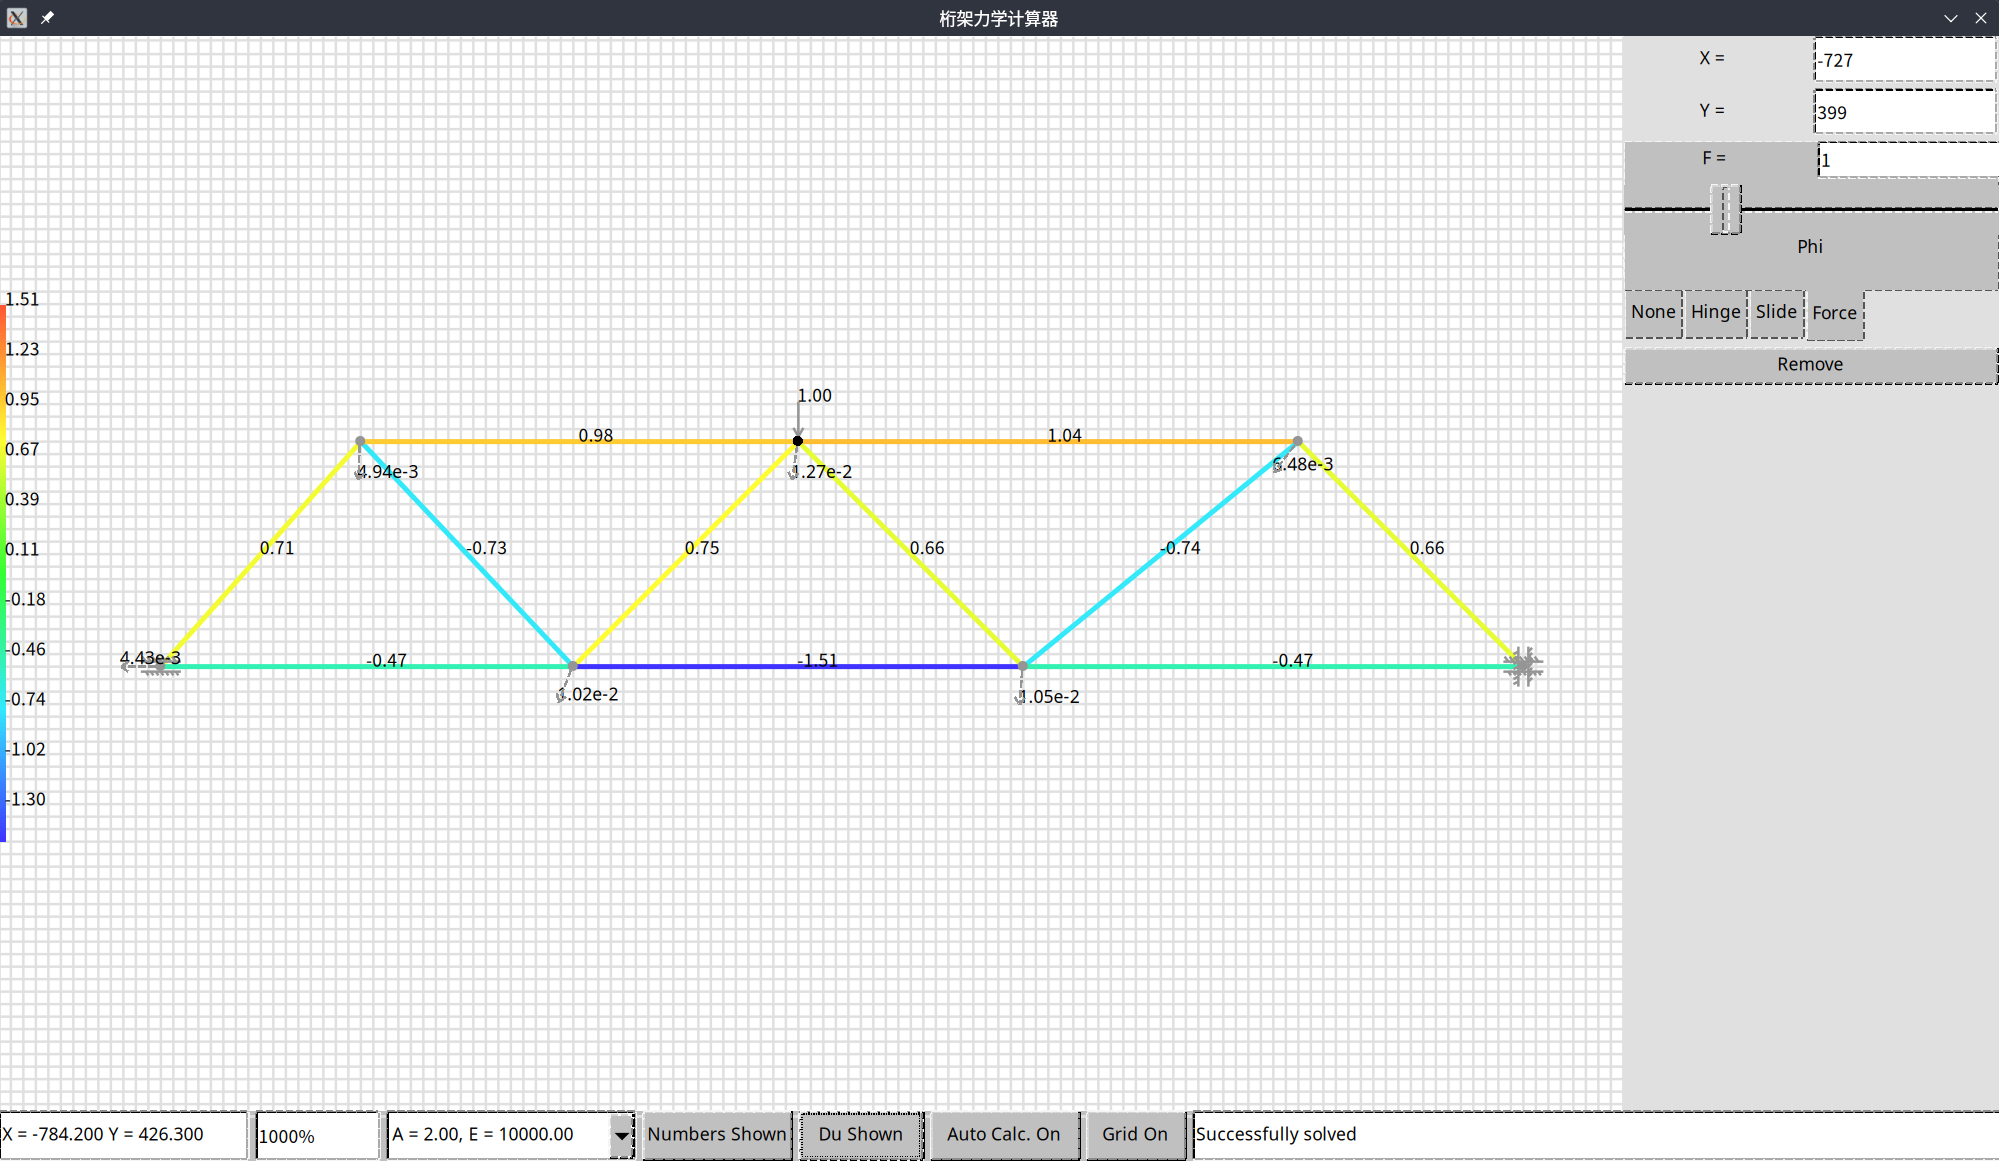 桁架力学计算器
X =
-727
Y =
399
F =
1
Phi
None Hinge Slide Force
Remove
1.51
1.23
0.95
0.67
0.39
0.11
-0.18
-0.46
-0.74
-1.02
-1.30
1.00
0.98
1.04
4.94e-3
1.27e-2
6.48e-3
0.71
-0.73
0.75
0.66
-0.74
0.66
4.43e-3
-0.47
-1.51
-0.47
1.02e-2
1.05e-2
X = -784.200 Y = 426.300
1000%
A = 2.00, E = 10000.00
Numbers Shown
Du Shown
Auto Calc. On
Grid On
Successfully solved